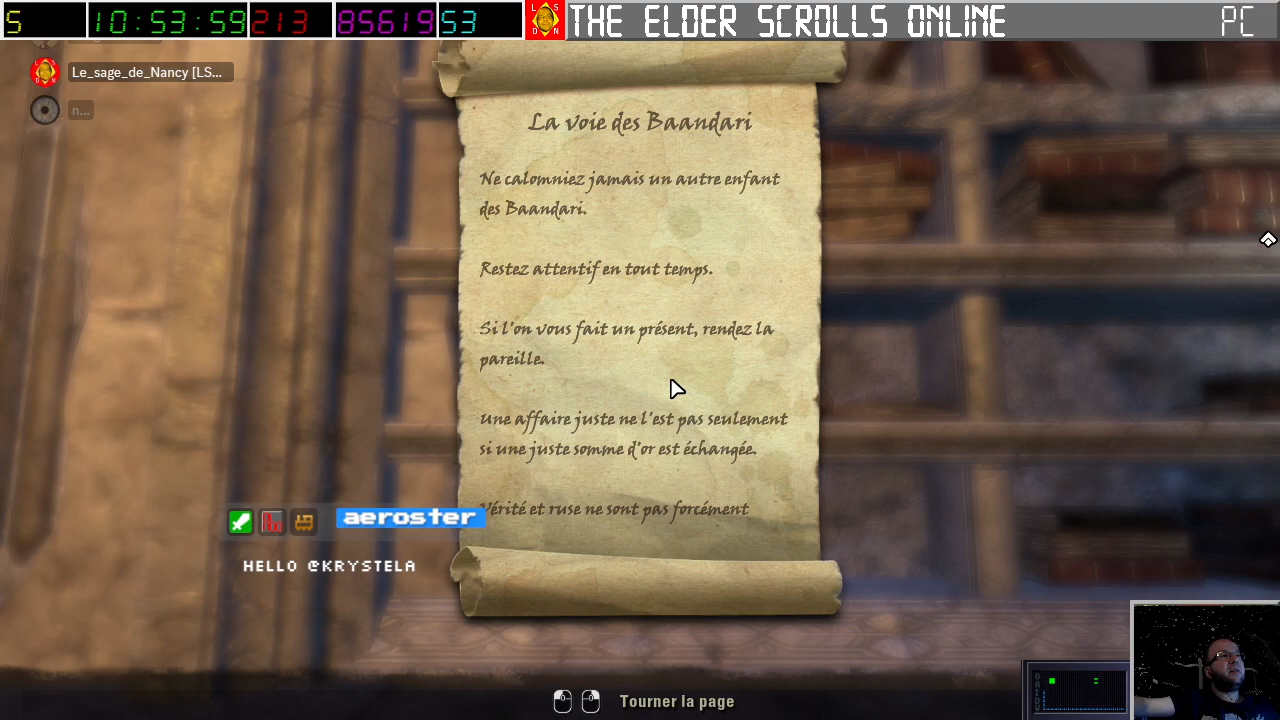 5
10:53:59
213
85619
53
THE ELDER SCROLLS ONLINE
PC
Le_sage_de_Nancy [LS...
n...
La voie des Baandari
Ne calomniez jamais un autre enfant
des Baandari.
Restez attentif en tout temps.
Si l'on vous fait un présent, rendez la
pareille.
Une affaire juste ne l'est pas seulement
si une juste somme d'or est échangée.
Vérité et ruse ne sont pas forcément
aeroster
HELLO @KRYSTELA
Tourner la page